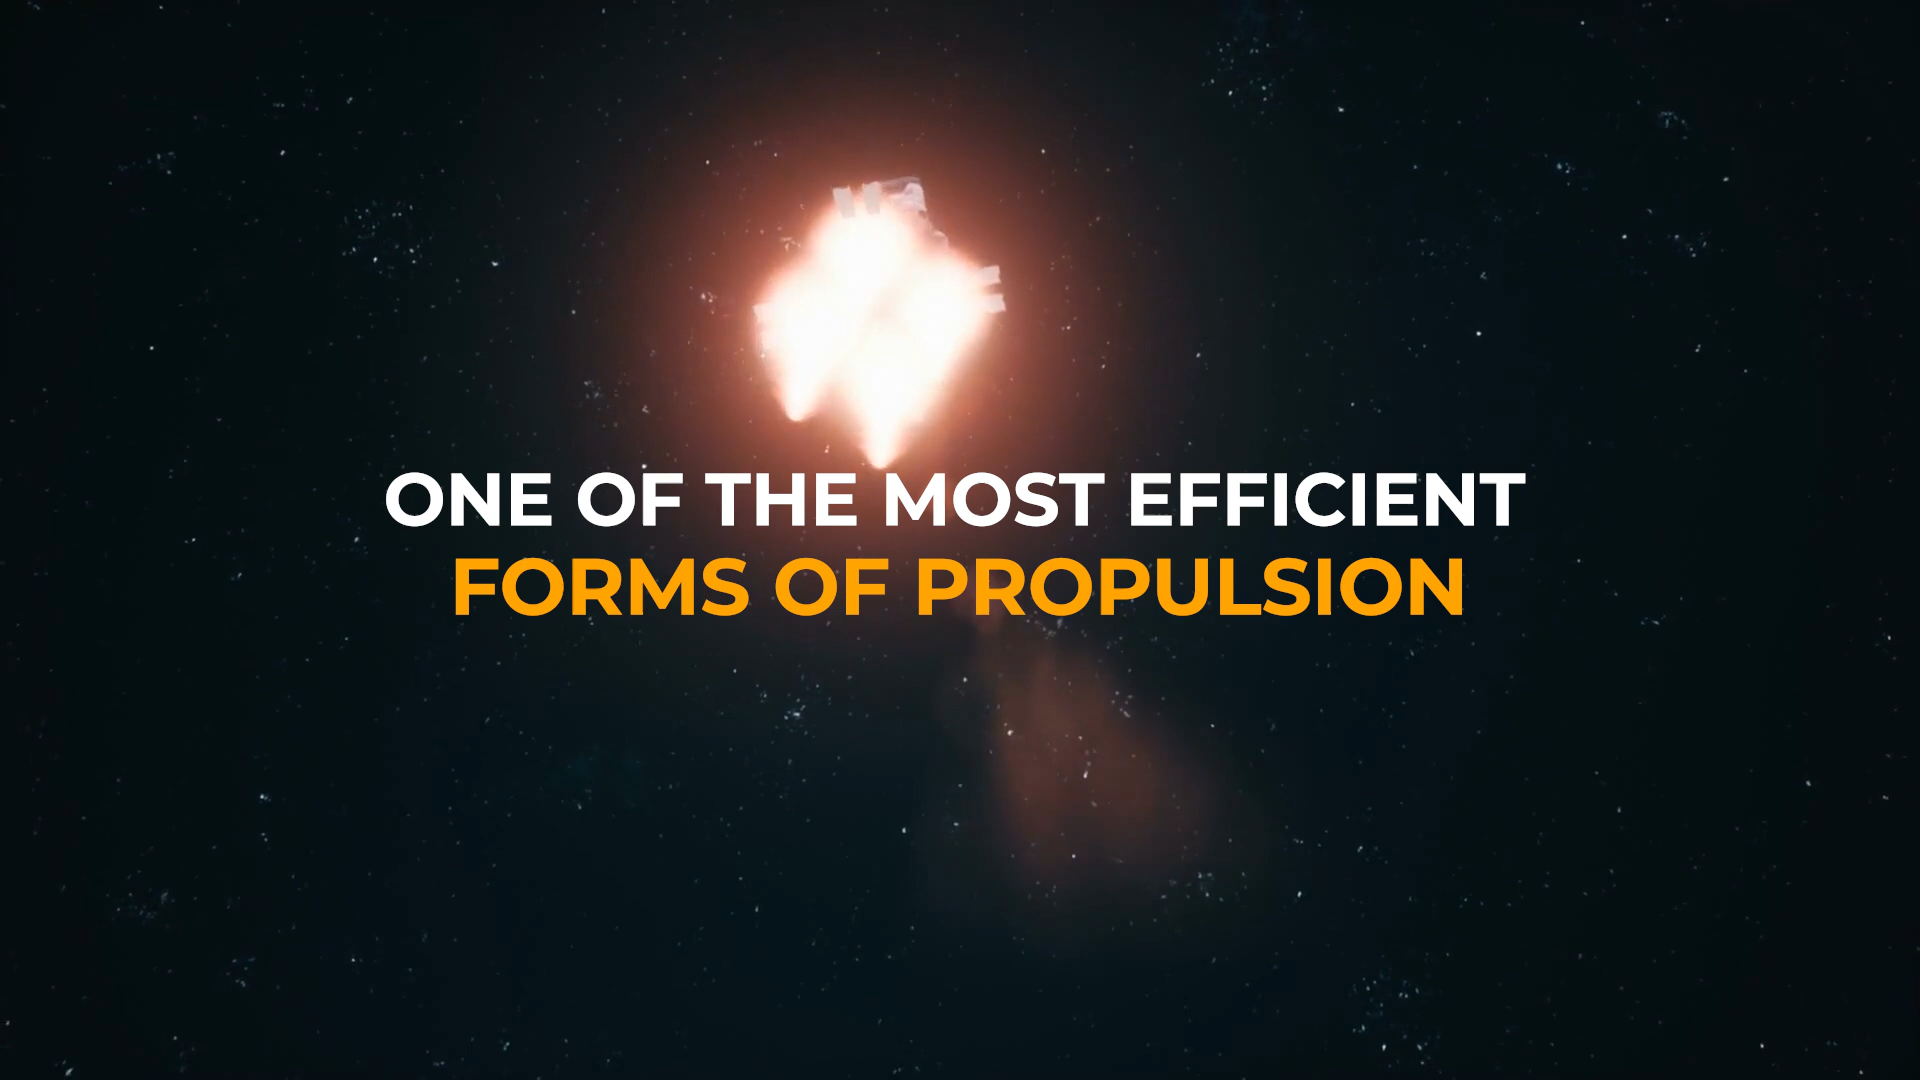 ONE OF THE MOST EFFICIENT
FORMS OF PROPULSION